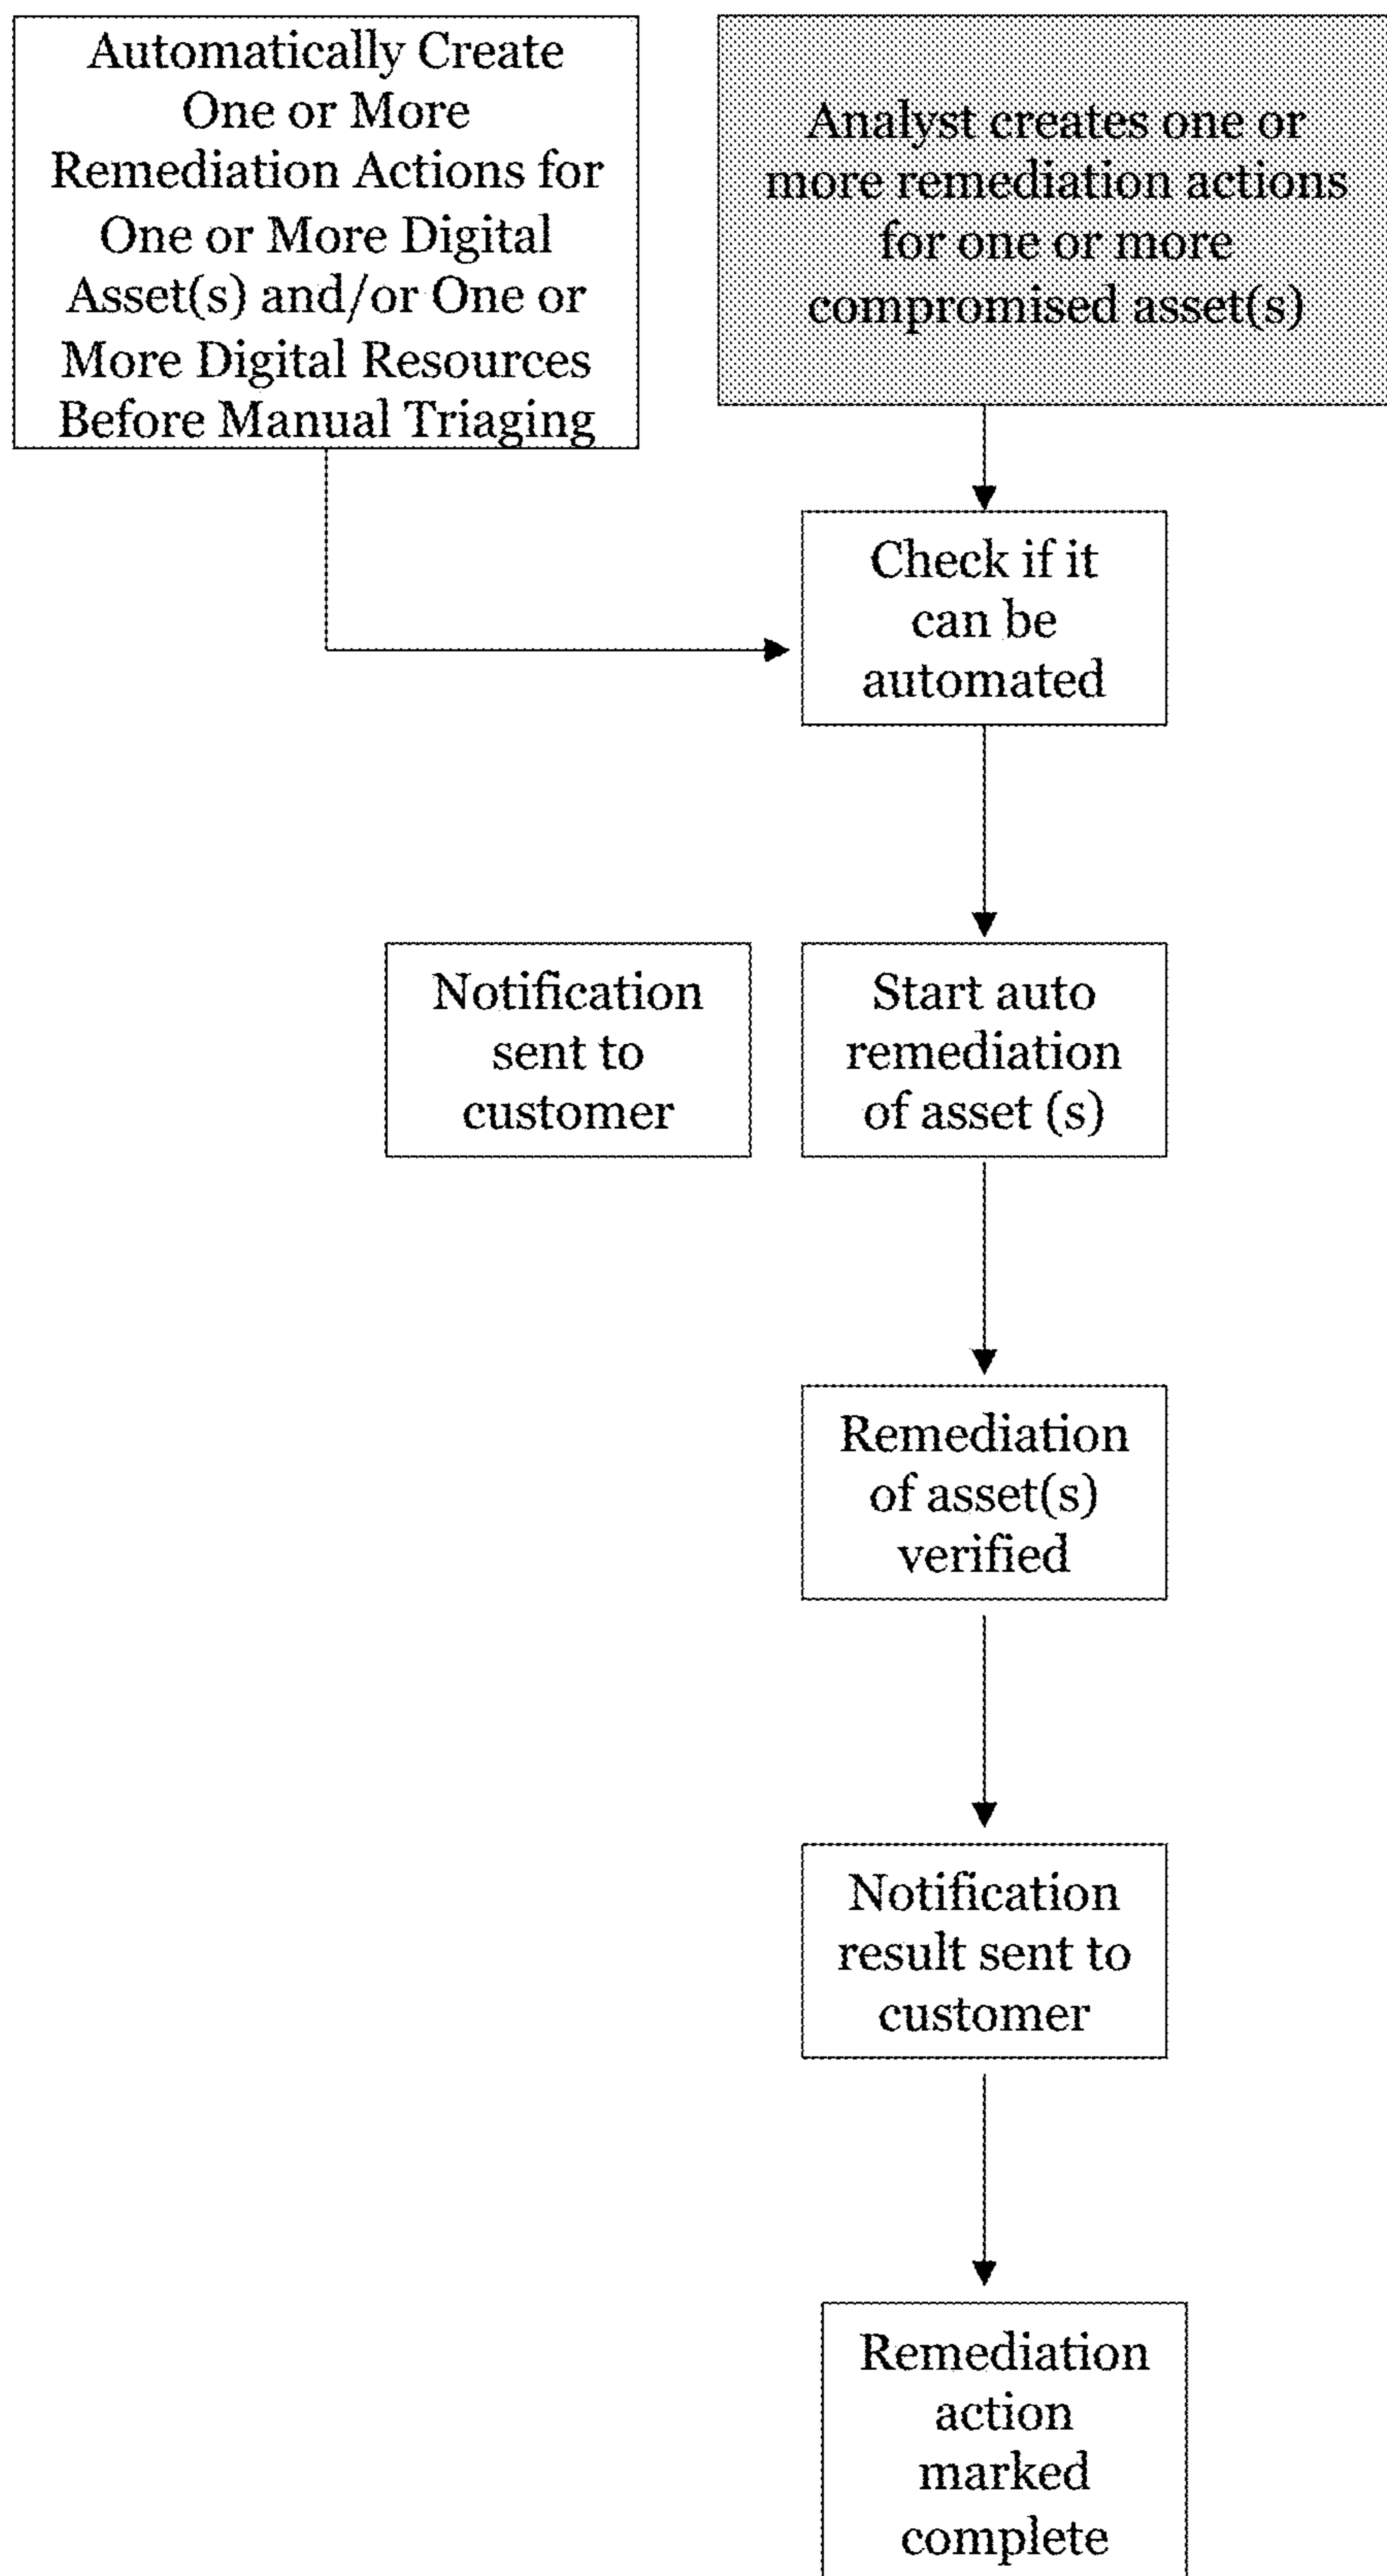 Automatically Create
One or More
Remediation Actions for
One or More Digital
Asset(s) and/or One or
More Digital Resources
Before Manual Triaging
Analyst creates one or
more remediation actions
for one or more
compromised asset(s)
Check if it
can be
automated
Notification
sent to
customer
Start auto
remediation
of asset (s)
Remediation
of asset(s)
verified
Notification
result sent to
customer
Remediation
action
marked
complete